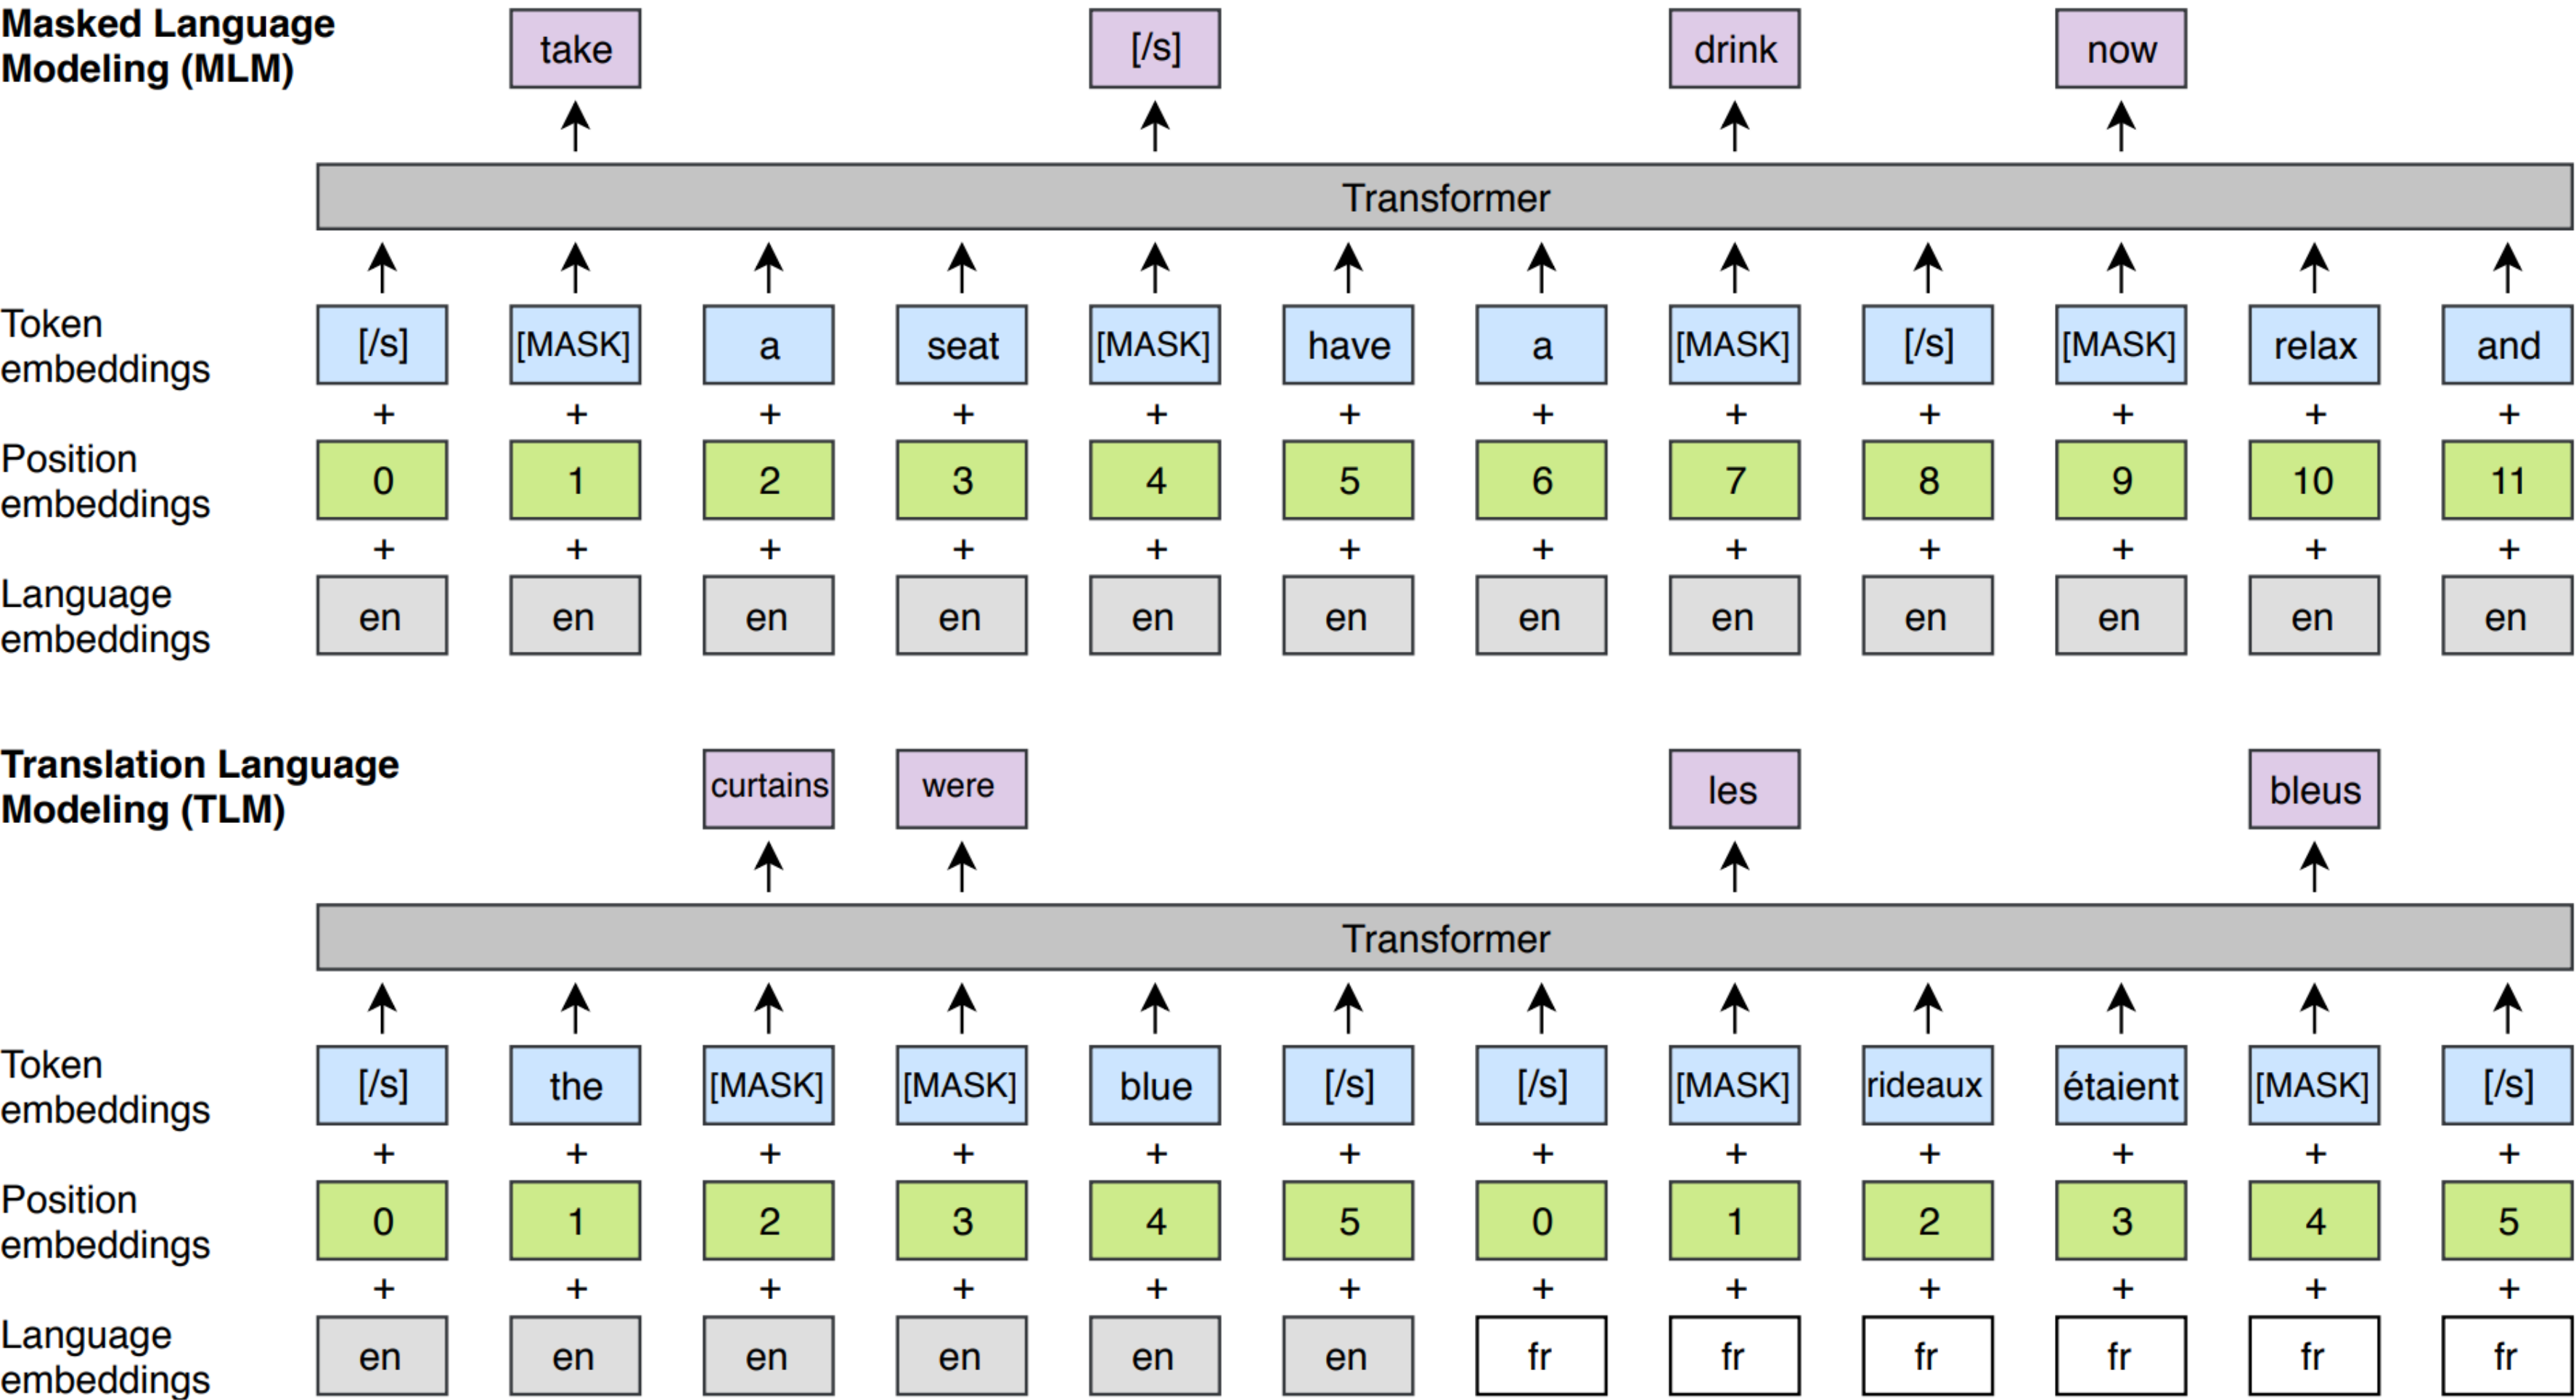 Masked Language
Modeling (MLM)
take [/s] drink now
Transformer
Token
embeddings
[/s] [MASK] a seat [MASK] have a [MASK] [/s] [MASK] relax and
+ + + + + + + + + + + +
Position
embeddings
0 1 2 3 4 5 6 7 8 9 10 11
+ + + + + + + + + + + +
Language
embeddings
en en en en en en en en en en en en
Translation Language
Modeling (TLM)
curtains were les bleus
Transformer
Token
embeddings
[/s] the [MASK] [MASK] blue [/s] [/s] [MASK] rideaux étaient [MASK] [/s]
+ + + + + + + + + + + +
Position
embeddings
0 1 2 3 4 5 0 1 2 3 4 5
+ + + + + + + + + + + +
Language
embeddings
en en en en en en fr fr fr fr fr fr